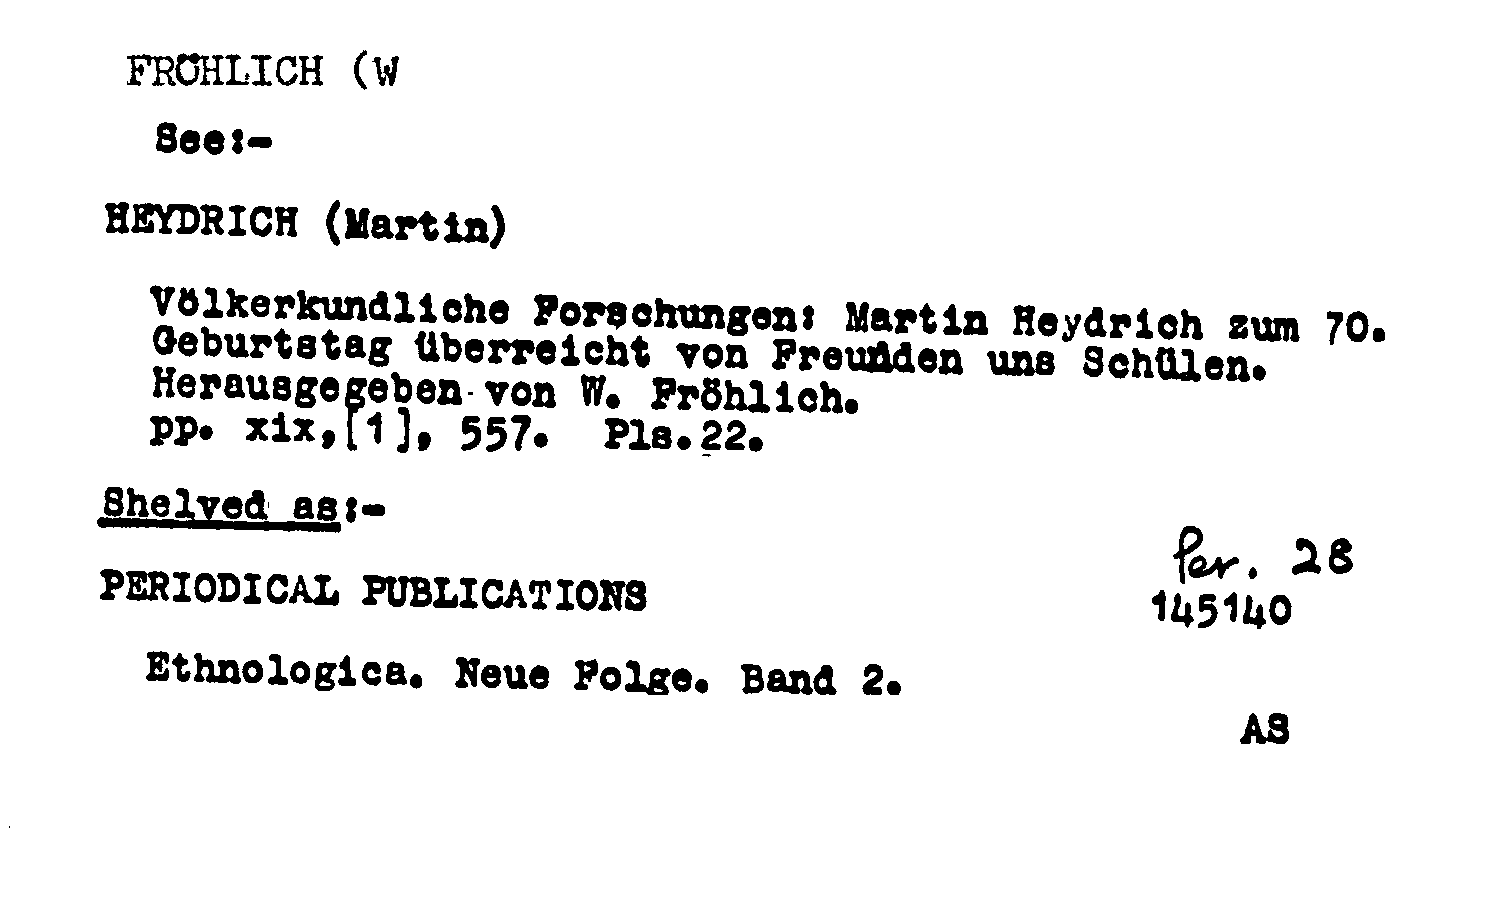 FRÖHLICH (W
See:-
HEYDRICH (Martin)
Völkerkundliche Forschungen: Martin Heydrich zum 70.
Geburtstag überreicht von Freunden uns Schülen.
Herausgegeben von W. Fröhlich.
pp. xix,[1], 557. Pls.22.
Shelved as:-
PERIODICAL PUBLICATIONS
Per. 28
145140
Ethnologica. Neue Folge. Band 2.
AS